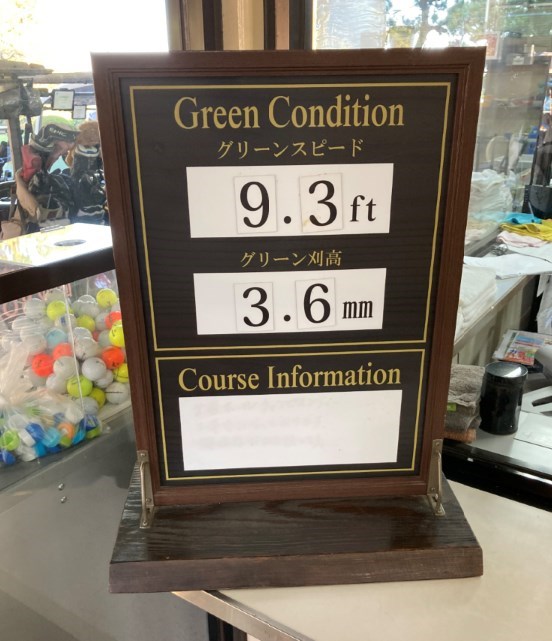 Green Condition
グリーンスピード
9.3ft
グリーン刈高
3.6mm
Course Information